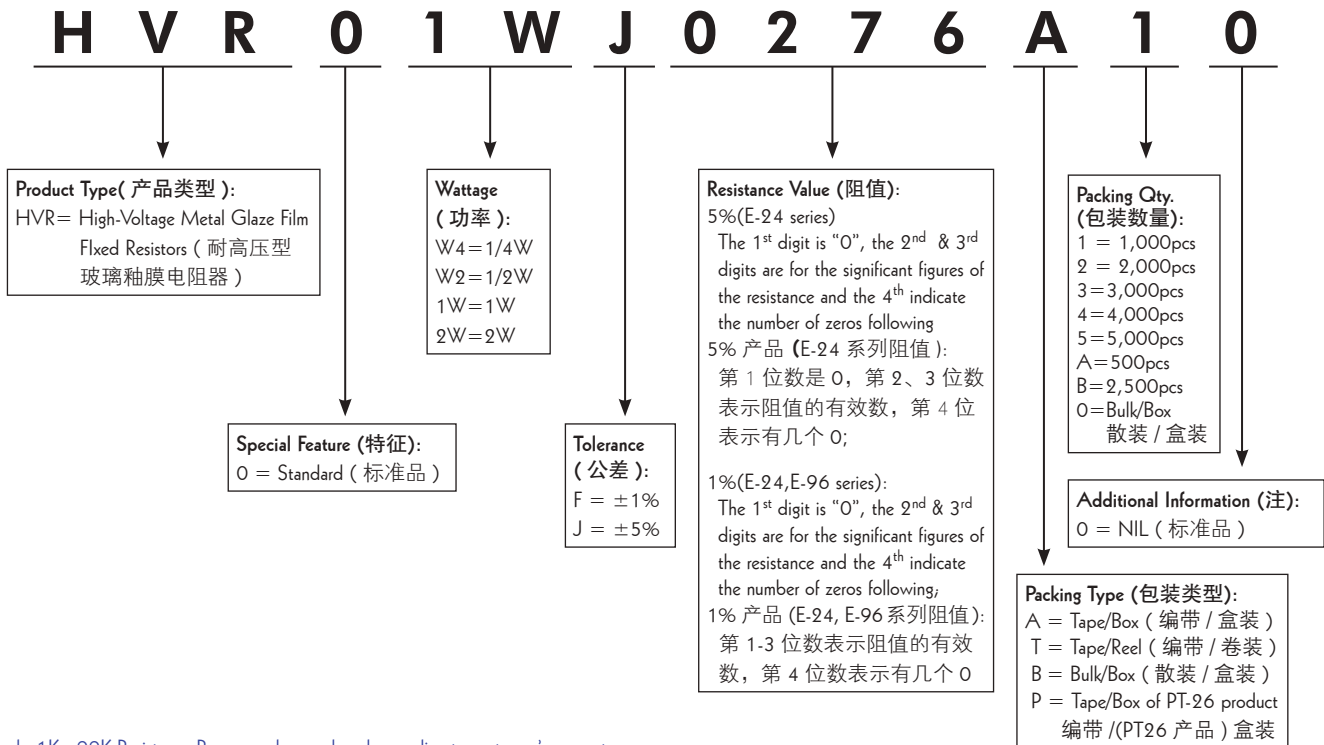 H V R 0 1 W J 0 2 7 6 A 1 0
Product Type( 产品类型 ):
HVR= High-Voltage Metal Glaze Film
FIxed Resistors ( 耐高压型
玻璃釉膜电阻器 )
Special Feature (特征):
0 = Standard ( 标准品 )
Wattage
( 功率 ):
W4=1/4W
W2=1/2W
1W=1W
2W=2W
Tolerance
( 公差 ):
F = ±1%
J = ±5%
Resistance Value (阻值):
5%(E-24 series)
The 1st digit is “0”, the 2nd & 3rd
digits are for the significant figures of
the resistance and the 4th indicate
the number of zeros following
5% 产品 (E-24 系列阻值 ):
第 1 位数是 0，第 2、3 位数
表示阻值的有效数，第 4 位
表示有几个 0;
1%(E-24,E-96 series):
The 1st digit is “0”, the 2nd & 3rd
digits are for the significant figures of
the resistance and the 4th indicate
the number of zeros following;
1% 产品 (E-24, E-96 系列阻值):
第 1-3 位数表示阻值的有效
数，第 4 位数表示有几个 0
Packing Qty.
(包装数量):
1 = 1,000pcs
2 = 2,000pcs
3=3,000pcs
4=4,000pcs
5=5,000pcs
A=500pcs
B=2,500pcs
0=Bulk/Box
散装 / 盒装
Additional Information (注):
0 = NIL ( 标准品 )
Packing Type (包装类型):
A = Tape/Box ( 编带 / 盒装 )
T = Tape/Reel ( 编带 / 卷装 )
B = Bulk/Box ( 散装 / 盒装 )
P = Tape/Box of PT-26 product
编带 /(PT26 产品 ) 盒装